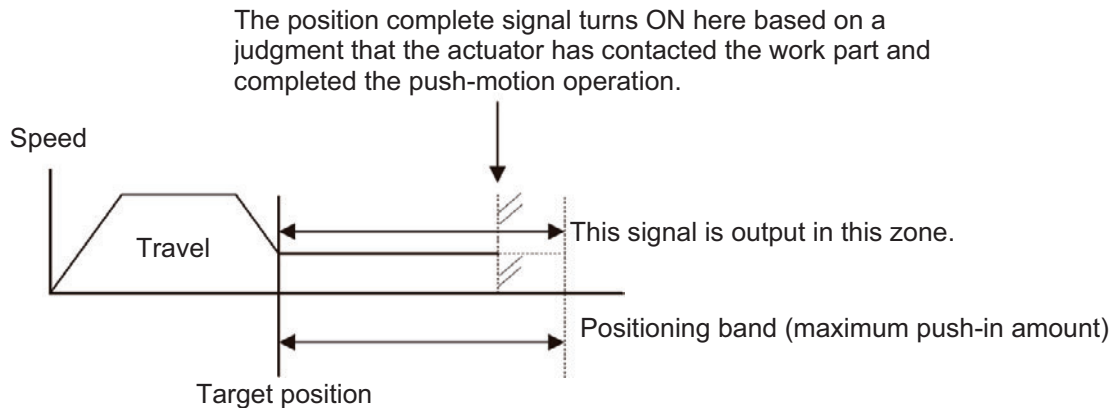 The position complete signal turns ON here based on a
judgment that the actuator has contacted the work part and
completed the push-motion operation.
Speed
Travel
This signal is output in this zone.
Positioning band (maximum push-in amount)
Target position